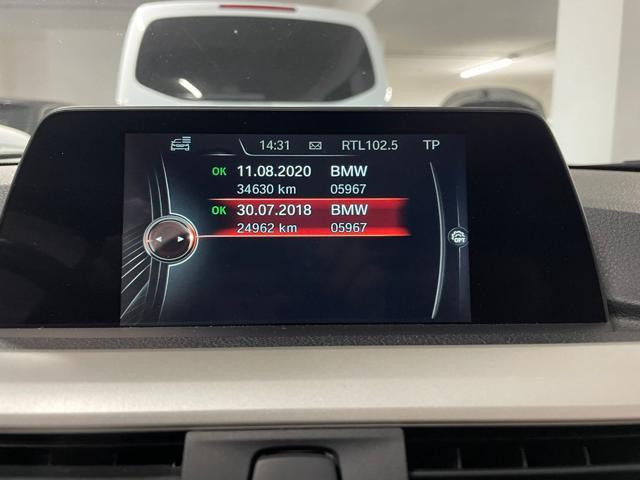 14:31 RTL102.5 TP
OK 11.08.2020 BMW
34630 km 05967
OK 30.07.2018 BMW
24962 km 05967
OPT